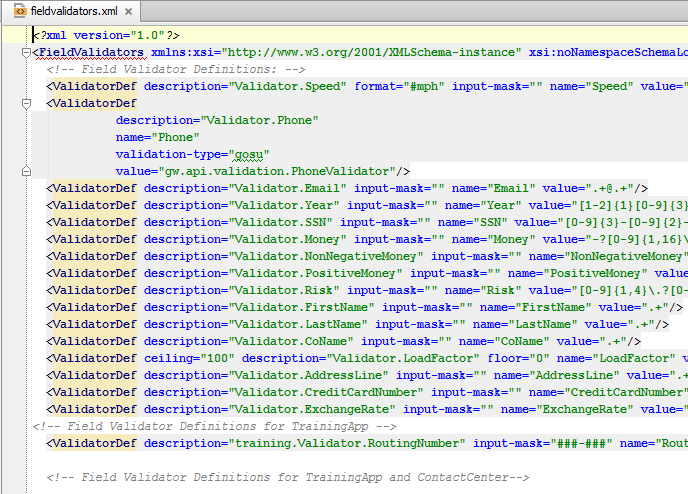 fieldvalidators.xml
<?xml version="1.0"?>
<FieldValidators xmlns:xsi="http://www.w3.org/2001/XMLSchema-instance" xsi:noNamespaceSchemaLo
<!-- Field Validator Definitions: -->
<ValidatorDef description="Validator.Speed" format="#mph" input-mask="" name="Speed" value="
<ValidatorDef
description="Validator.Phone"
name="Phone"
validation-type="gosu"
value="gw.api.validation.PhoneValidator"/>
<ValidatorDef description="Validator.Email" input-mask="" name="Email" value=".+@.+"/>
<ValidatorDef description="Validator.Year" input-mask="" name="Year" value="[1-2]{1}[0-9]{3}
<ValidatorDef description="Validator.SSN" input-mask="" name="SSN" value="[0-9]{3}-[0-9]{2}-
<ValidatorDef description="Validator.Money" input-mask="" name="Money" value="-?[0-9]{1,16}\
<ValidatorDef description="Validator.NonNegativeMoney" input-mask="" name="NonNegativeMoney"
<ValidatorDef description="Validator.PositiveMoney" input-mask="" name="PositiveMoney" value
<ValidatorDef description="Validator.Risk" input-mask="" name="Risk" value="[0-9]{1,4}\.?[0-
<ValidatorDef description="Validator.FirstName" input-mask="" name="FirstName" value=".+"/>
<ValidatorDef description="Validator.LastName" input-mask="" name="LastName" value=".+"/>
<ValidatorDef description="Validator.CoName" input-mask="" name="CoName" value=".+"/>
<ValidatorDef ceiling="100" description="Validator.LoadFactor" floor="0" name="LoadFactor" v
<ValidatorDef description="Validator.AddressLine" input-mask="" name="AddressLine" value=".+
<ValidatorDef description="Validator.CreditCardNumber" input-mask="" name="CreditCardNumber"
<ValidatorDef description="Validator.ExchangeRate" input-mask="" name="ExchangeRate" value="
<!-- Field Validator Definitions for TrainingApp -->
<ValidatorDef description="training.Validator.RoutingNumber" input-mask="###-###" name="Rout
<!-- Field Validator Definitions for TrainingApp and ContactCenter-->